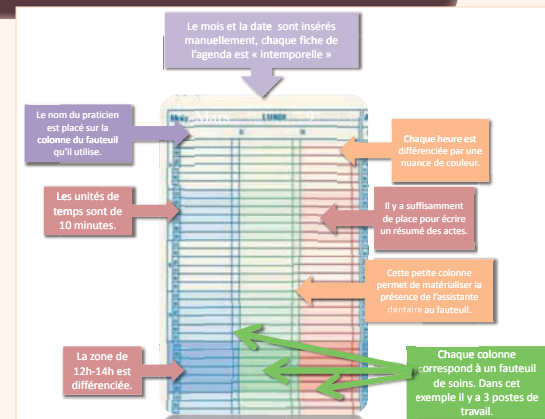 Le mois et la date sont insérés
manuellement, chaque fiche de
l'agenda est « intemporelle »
Mois
Mars
LUNDI
9
Le nom du praticien
est placé sur la
colonne du fauteuil
qu'il utilise.
Chaque heure est
différenciée par une
nuance de couleur.
Les unités de
temps sont de
10 minutes.
Il y a suffisamment
de place pour écrire
un résumé des actes.
Cette petite colonne
permet de matérialiser la
présence de l'assistante
dentaire au fauteuil.
La zone de
12h-14h est
différenciée.
Chaque colonne
correspond à un fauteuil
de soins. Dans cet
exemple il y a 3 postes de
travail.